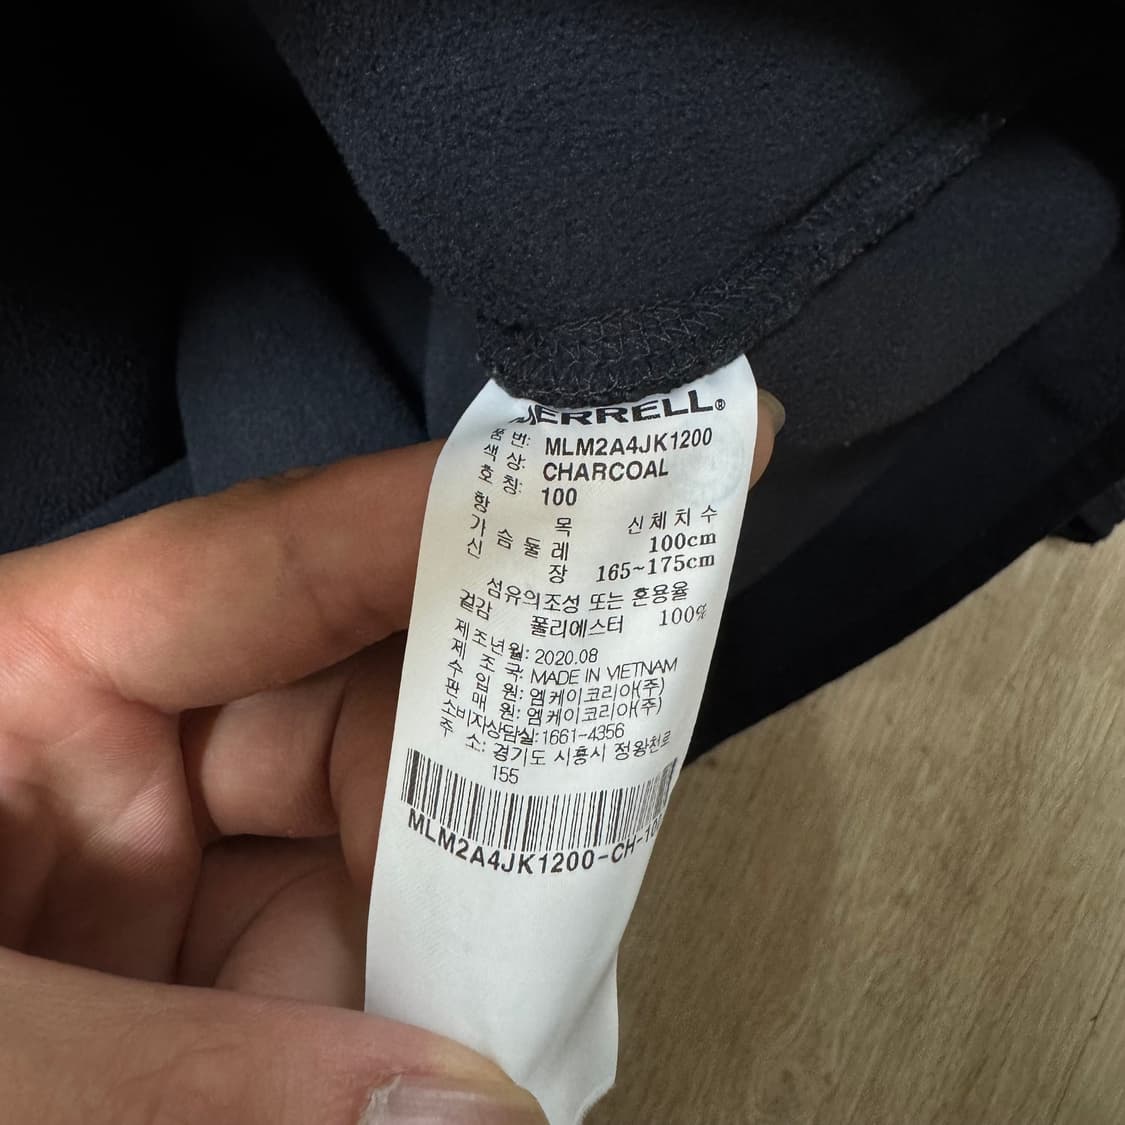 MERRELL®
품 번: MLM2A4JK1200
색 상: CHARCOAL
호 칭: 100
항 목 신체치수
가 슴 둘 레 100cm
신 장 165~175cm
섬유의조성 또는 혼용율
겉감 폴리에스터 100%
제조년월: 2020.08
제 조 국: MADE IN VIETNAM
수 입 원: 엠케이코리아(주)
판 매 원: 엠케이코리아(주)
소비자상담실: 1661-4356
주 소: 경기도 시흥시 정왕천로
155
MLM2A4JK1200-CH-10